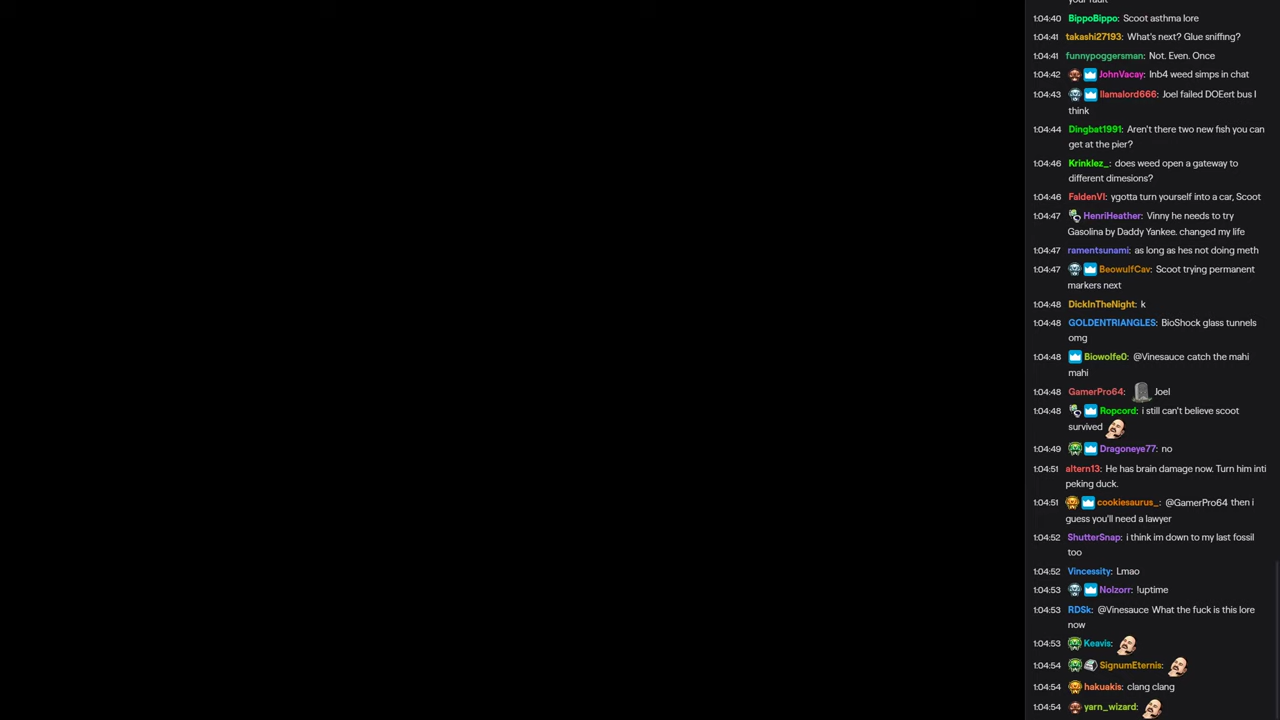 your fault
1:04:40 BippoBippo: Scoot asthma lore
1:04:41 takashi27193: What's next? Glue sniffing?
1:04:41 funnypoggersman: Not. Even. Once
1:04:42 JohnVacay: Inb4 weed simps in chat
1:04:43 llamalord666: Joel failed DOEert bus I
think
1:04:44 Dingbat1991: Aren't there two new fish you can
get at the pier?
1:04:46 Krinklez_: does weed open a gateway to
different dimesions?
1:04:46 FaldenVI: ygotta turn yourself into a car, Scoot
1:04:47 HenriHeather: Vinny he needs to try
Gasolina by Daddy Yankee. changed my life
1:04:47 ramentsunami: as long as hes not doing meth
1:04:47 BeowulfCav: Scoot trying permanent
markers next
1:04:48 DickInTheNight: k
1:04:48 GOLDENTRIANGLES: BioShock glass tunnels
omg
1:04:48 Biowolfe0: @Vinesauce catch the mahi
mahi
1:04:48 GamerPro64: Joel
1:04:48 Ropcord: i still can't believe scoot
survived
1:04:49 Dragoneye77: no
1:04:51 altern13: He has brain damage now. Turn him inti
peking duck.
1:04:51 cookiesaurus_: @GamerPro64 then i
guess you'll need a lawyer
1:04:52 ShutterSnap: i think im down to my last fossil
too
1:04:52 Vincessity: Lmao
1:04:53 Nolzorr: !uptime
1:04:53 RDSk: @Vinesauce What the fuck is this lore
now
1:04:53 Keavis:
1:04:54 SignumEternis:
1:04:54 hakuakis: clang clang
1:04:54 yarn_wizard: